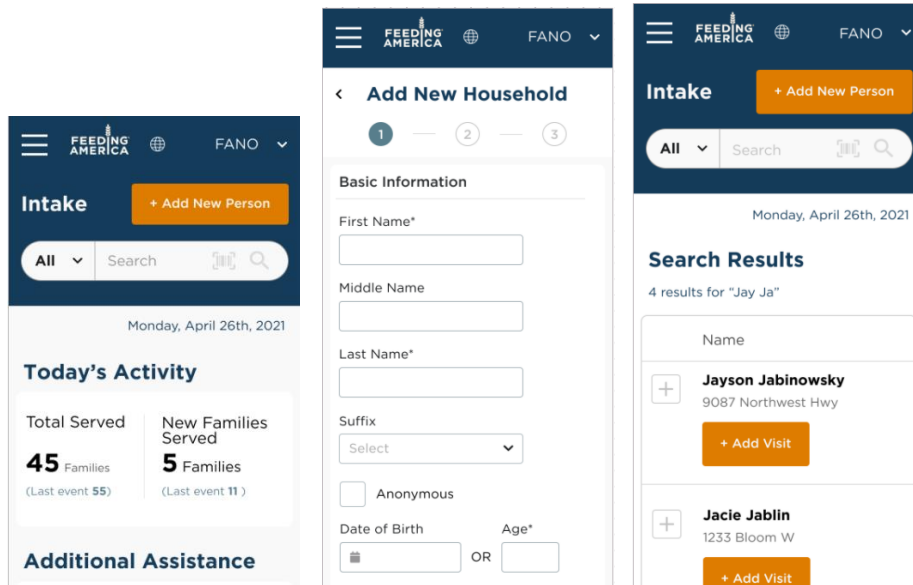 FEEDING
AMERICA
FANO
Intake
+ Add New Person
All
Search
Monday, April 26th, 2021
Today's Activity
Total Served
45 Families
(Last event 55)
New Families
Served
5 Families
(Last event 11 )
Additional Assistance
FEEDING
AMERICA
FANO
Add New Household
1
2
3
Basic Information
First Name*
Middle Name
Last Name*
Suffix
Select
Anonymous
Date of Birth
Age*
OR
FEEDING
AMERICA
FANO
Intake
+ Add New Person
All
Search
Monday, April 26th, 2021
Search Results
4 results for “Jay Ja”
Name
Jayson Jabinowsky
9087 Northwest Hwy
+ Add Visit
Jacie Jablin
1233 Bloom W
+ Add Visit